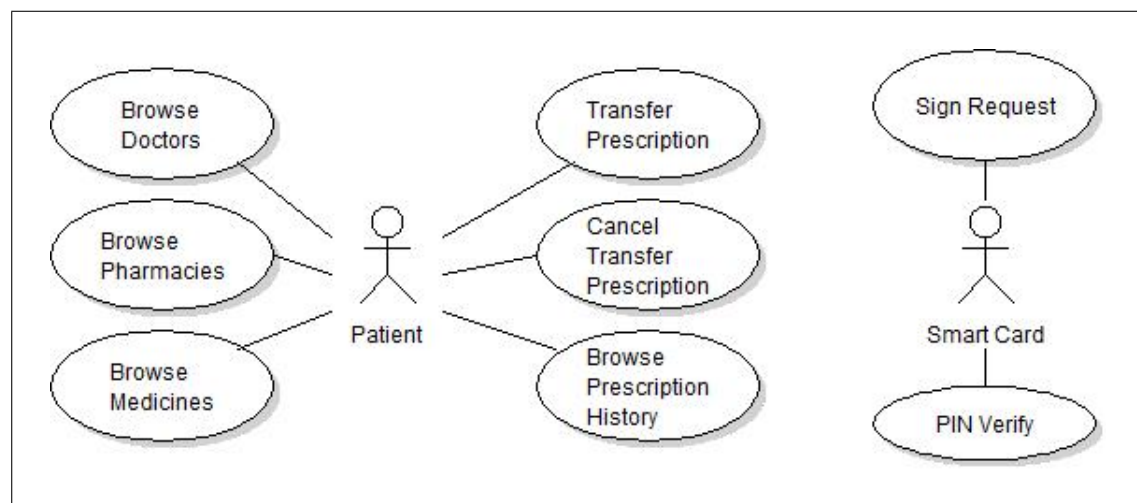 Browse
Doctors
Browse
Pharmacies
Browse
Medicines
Patient
Transfer
Prescription
Cancel
Transfer
Prescription
Browse
Prescription
History
Sign Request
Smart Card
PIN Verify